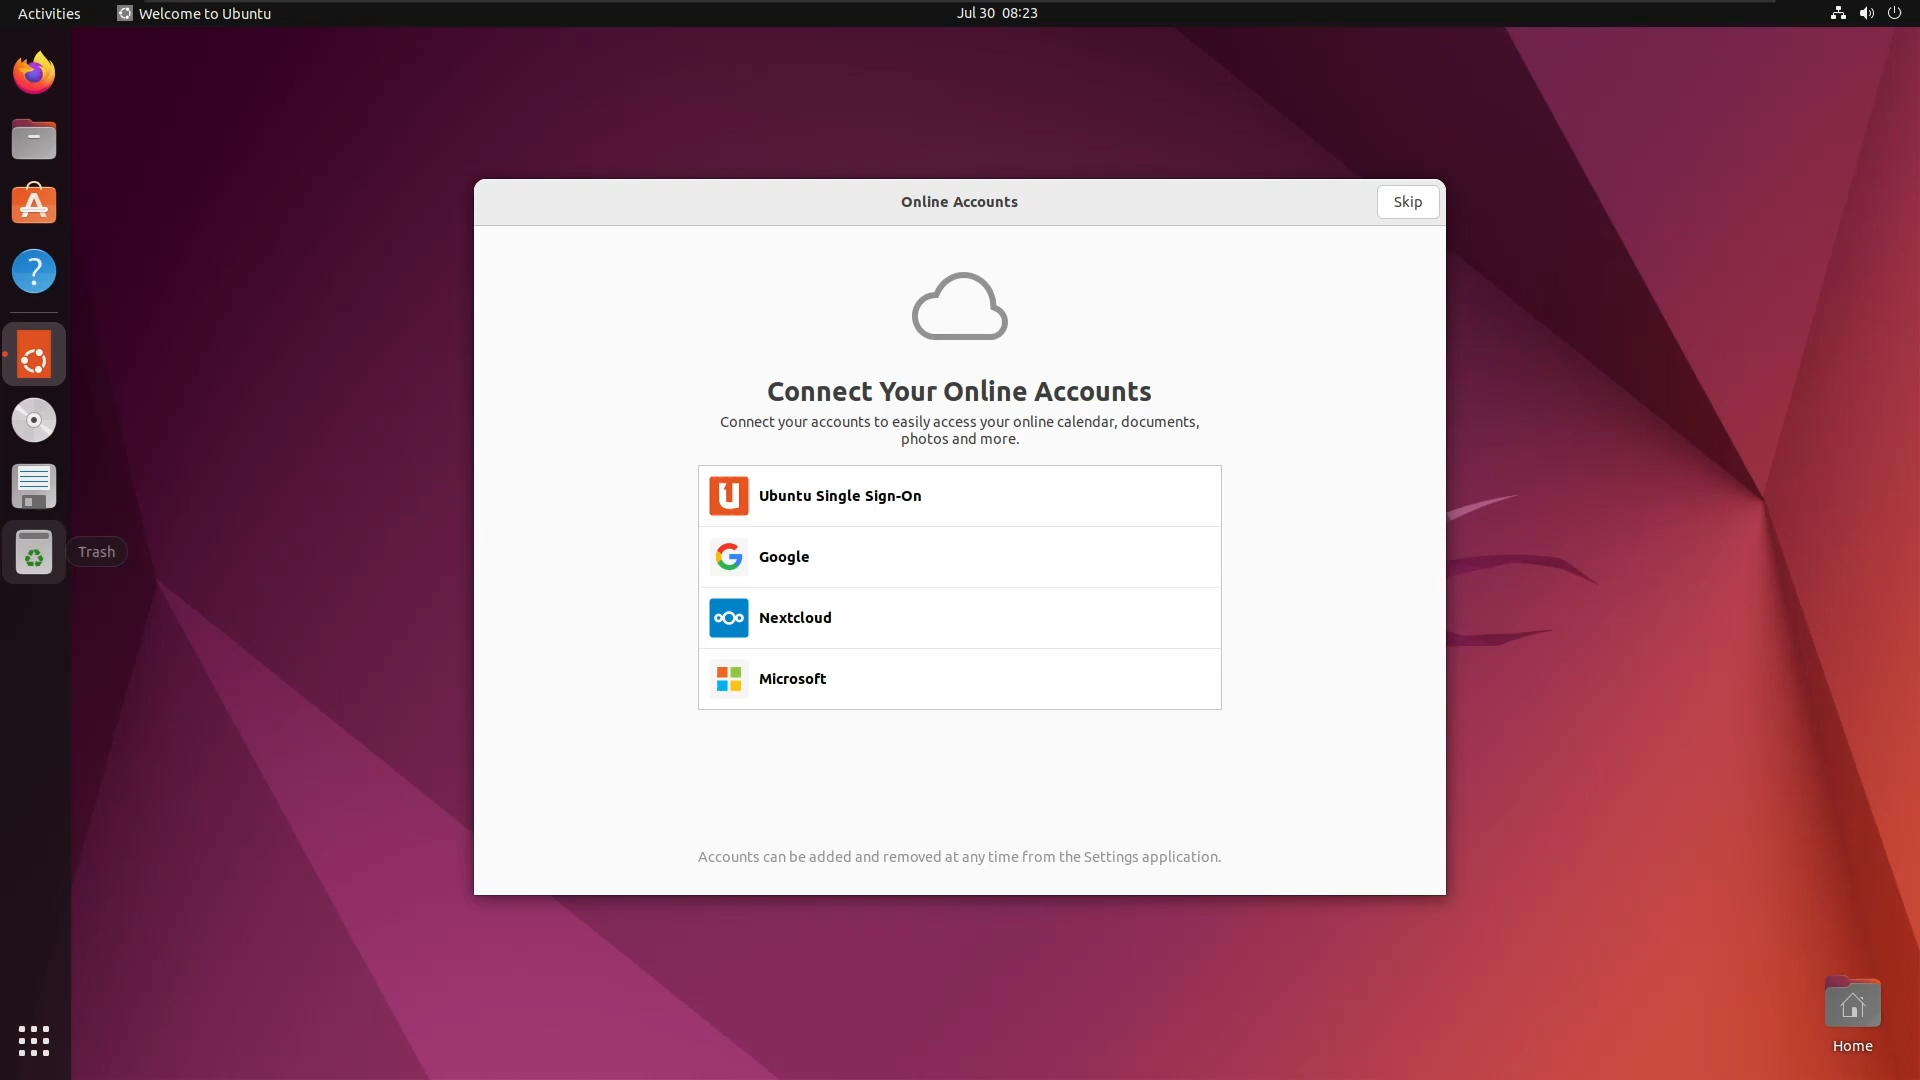 Activities
Welcome to Ubuntu
Jul 30 08:23
Online Accounts
Skip
Connect Your Online Accounts
Connect your accounts to easily access your online calendar, documents,
photos and more.
Ubuntu Single Sign-On
Google
Nextcloud
Microsoft
Trash
Accounts can be added and removed at any time from the Settings application.
Home